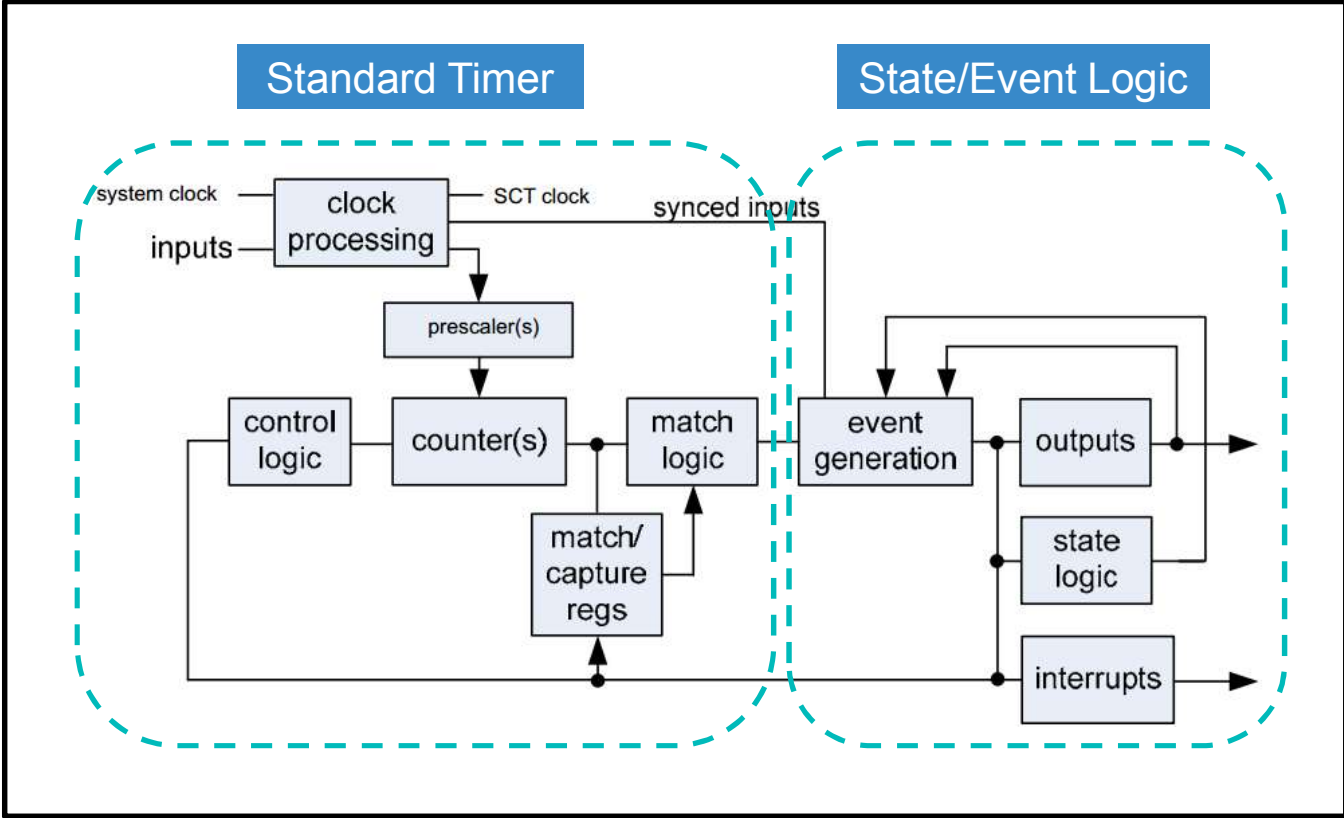 Standard Timer
State/Event Logic
system clock
clock
processing
SCT clock
synced inputs
inputs
prescaler(s)
control
logic
counter(s)
match
logic
event
generation
outputs
match/
capture
regs
state
logic
interrupts